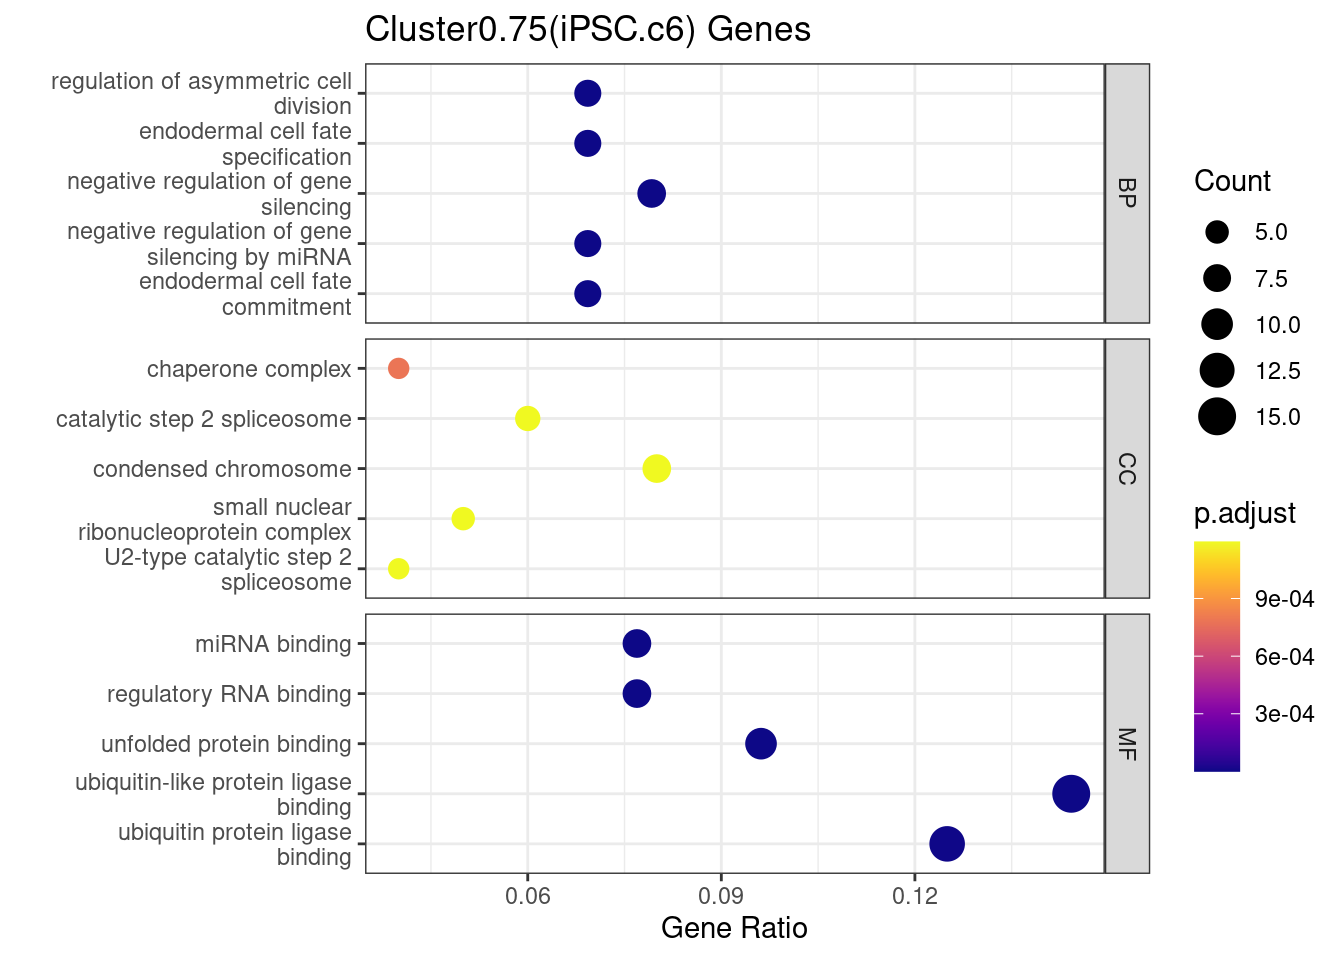 Cluster0.75(iPSC.c6) Genes
regulation of asymmetric cell
division
endodermal cell fate
specification
negative regulation of gene
silencing
negative regulation of gene
silencing by miRNA
endodermal cell fate
commitment
BP
chaperone complex
catalytic step 2 spliceosome
condensed chromosome
small nuclear
ribonucleoprotein complex
U2-type catalytic step 2
spliceosome
CC
miRNA binding
regulatory RNA binding
unfolded protein binding
ubiquitin-like protein ligase
binding
ubiquitin protein ligase
binding
MF
0.06
0.09
0.12
Gene Ratio
Count
5.0
7.5
10.0
12.5
15.0
p.adjust
9e-04
6e-04
3e-04